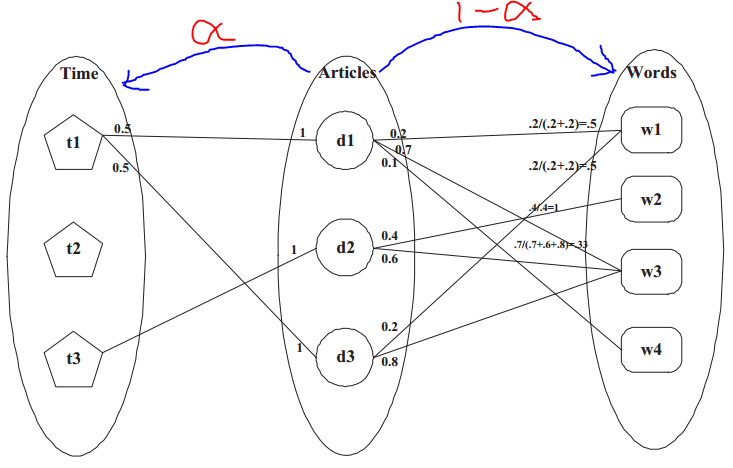 α
1-α
Time
Articles
Words
t1
0.5
0.5
1
d1
0.2
0.7
0.1
.2/(.2+.2)=.5
w1
.2/(.2+.2)=.5
t2
1
d2
0.4
0.6
.4/.4=1
w2
.7/(.7+.6+.8)=.33
w3
t3
1
d3
0.2
0.8
w4